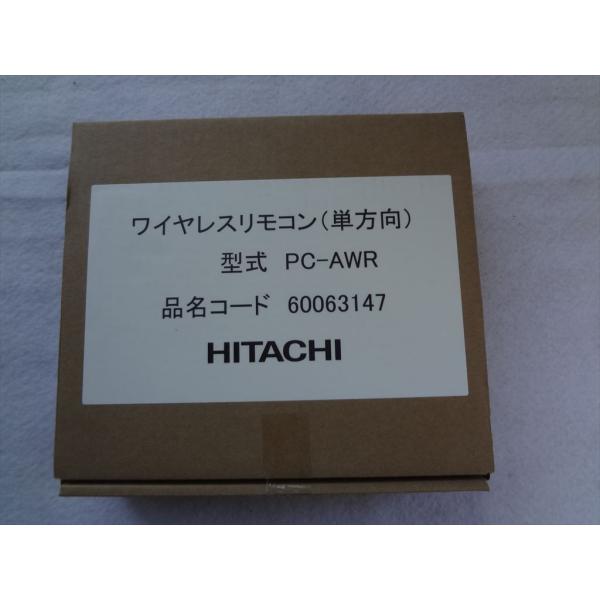 ワイヤレスリモコン(単方向)
型式 PC-AWR
品名コード 60063147
HITACHI